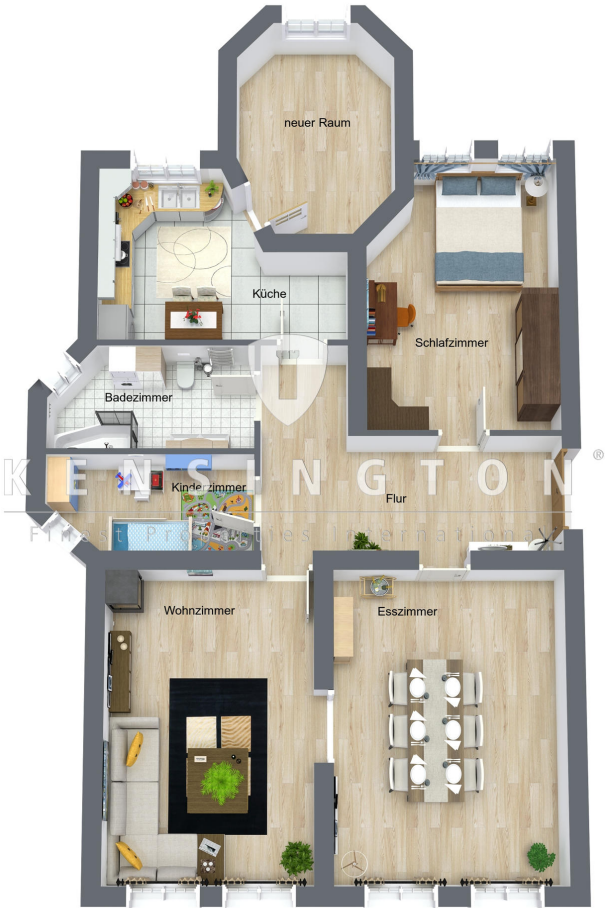 neuer Raum
Küche
Schlafzimmer
Badezimmer
KENSINGTON®
Kinderzimmer
Flur
Finest Properties International
Wohnzimmer
Esszimmer